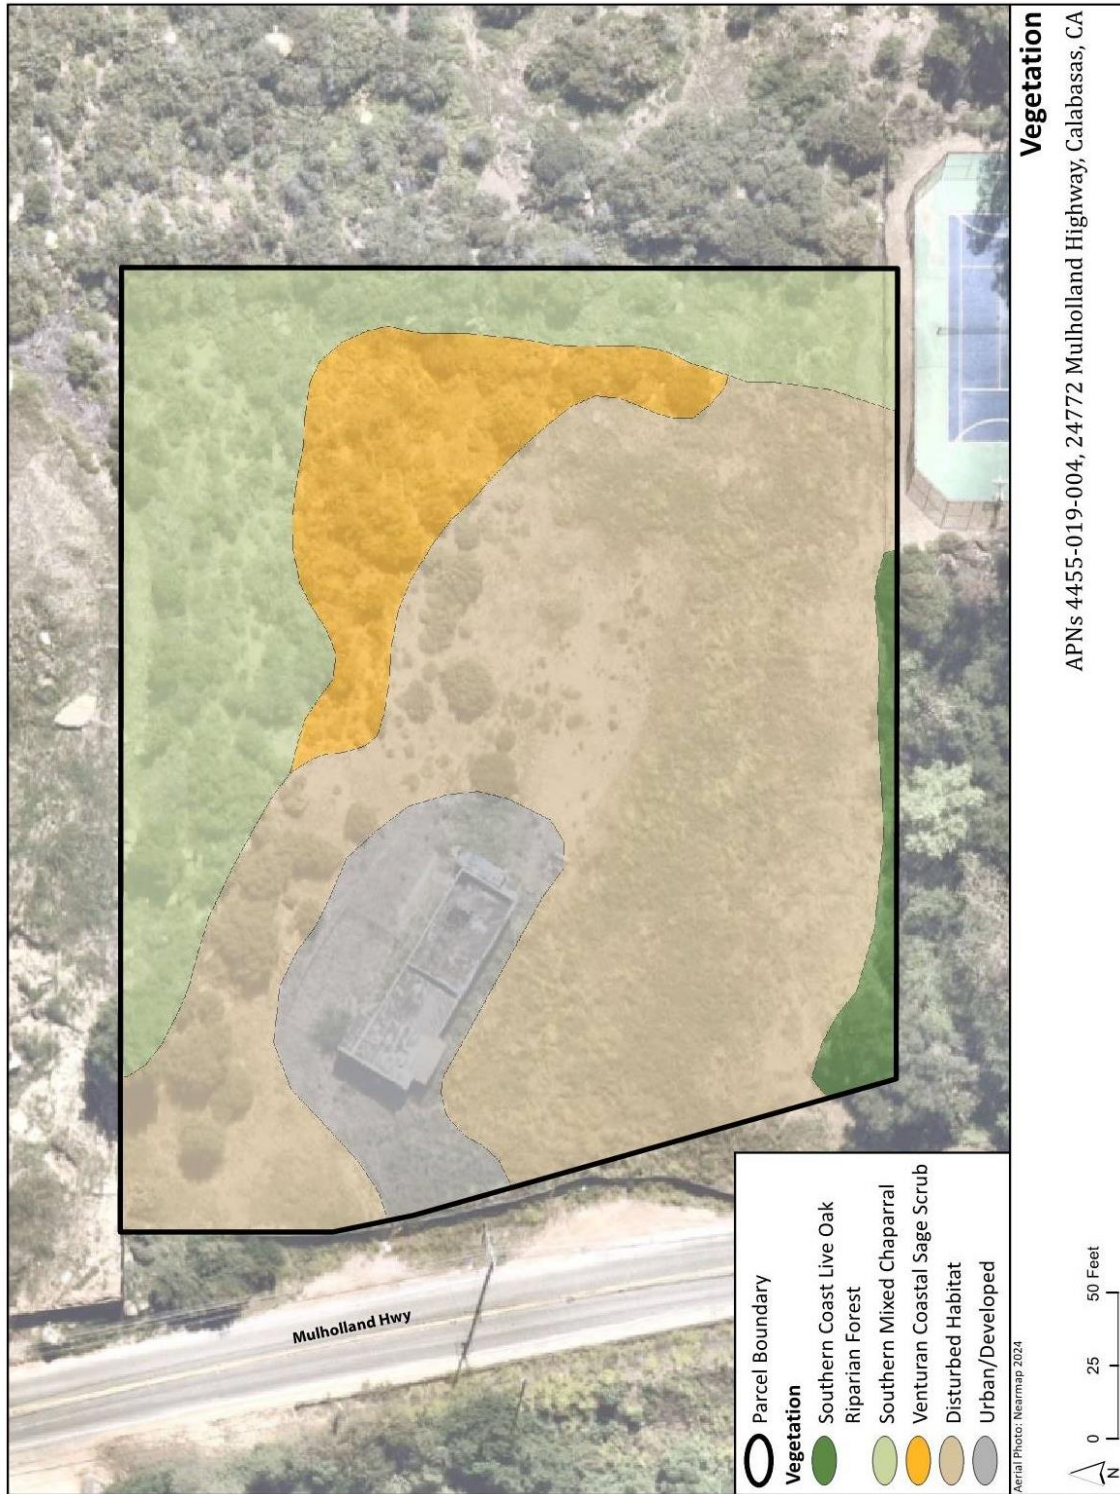 Mulholland Hwy
Parcel Boundary
Vegetation
Southern Coast Live Oak
Riparian Forest
Southern Mixed Chaparral
Venturan Coastal Sage Scrub
Disturbed Habitat
Urban/Developed
Aerial Photo: Nearmap 2024
N
0 25 50 Feet
Vegetation
APNs 4455-019-004, 24772 Mulholland Highway, Calabasas, CA